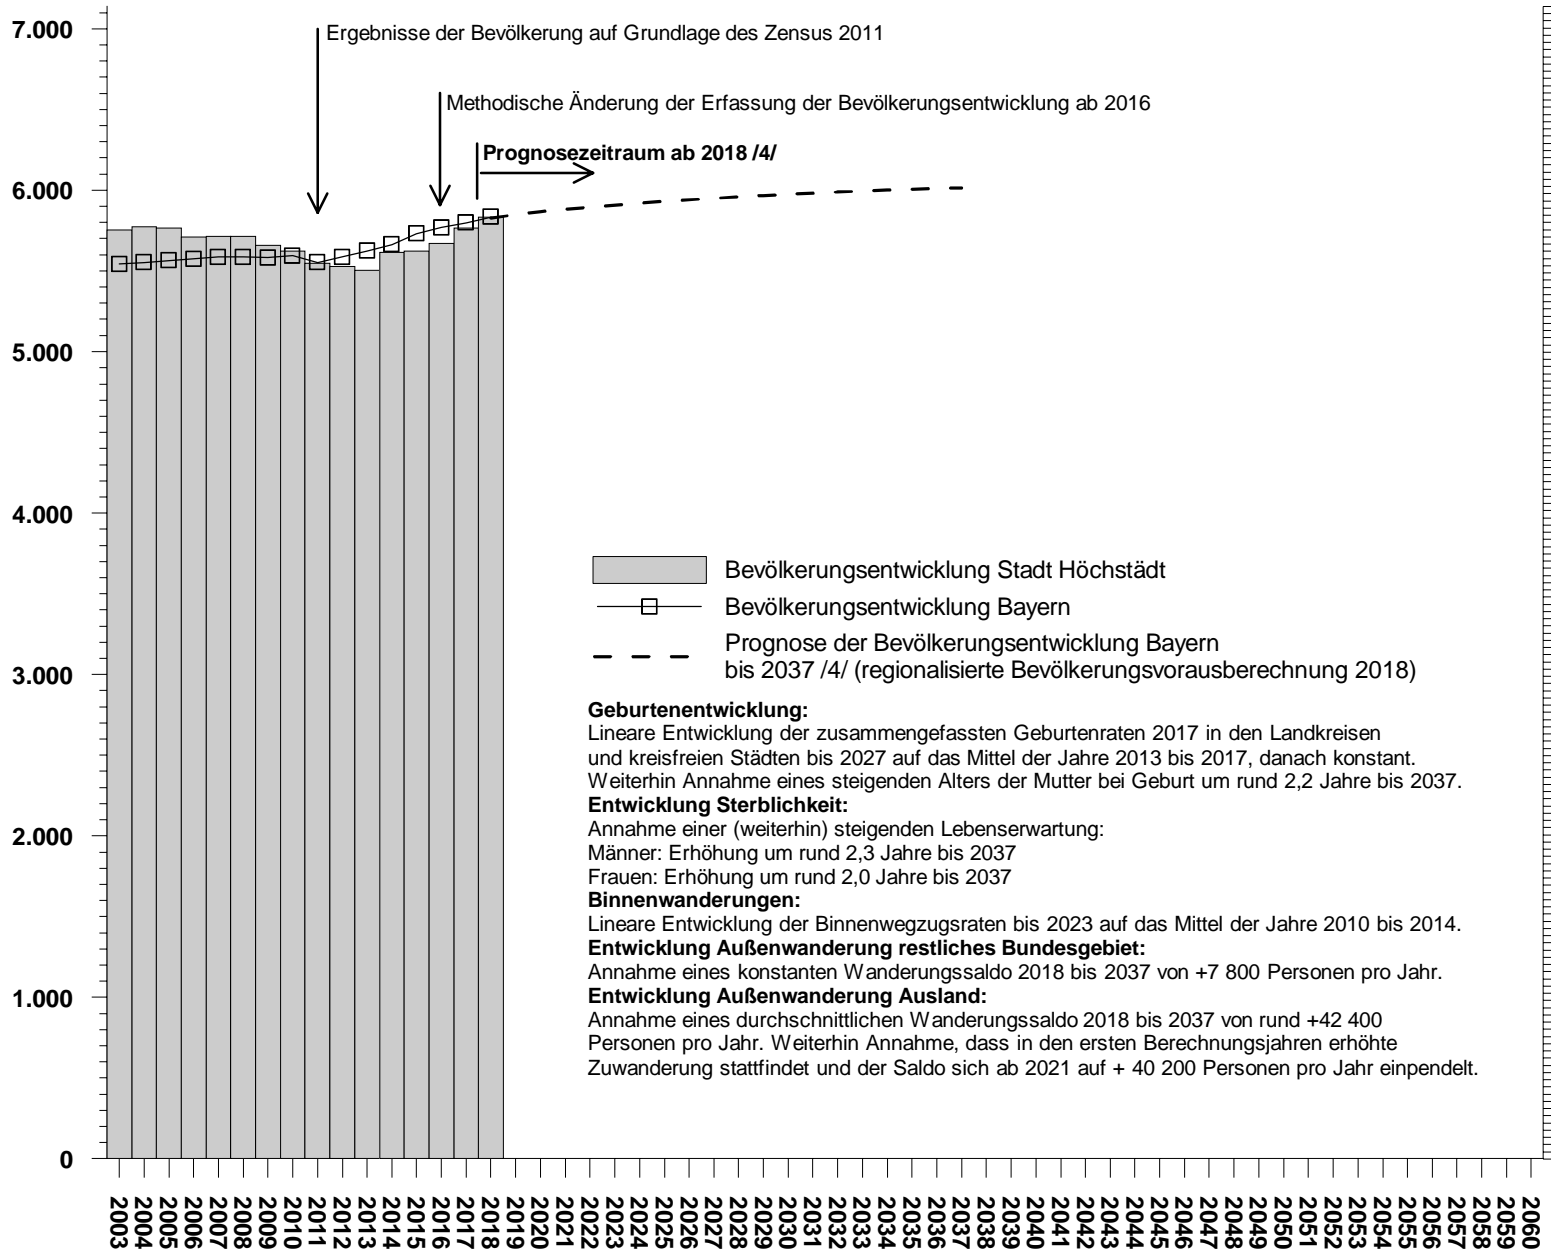 7.000
Ergebnisse der Bevölkerung auf Grundlage des Zensus 2011
Methodische Änderung der Erfassung der Bevölkerungsentwicklung ab 2016
Prognosezeitraum ab 2018 /4/
6.000
5.000
4.000
3.000
2.000
1.000
0
Bevölkerungsentwicklung Stadt Höchstädt
Bevölkerungsentwicklung Bayern
Prognose der Bevölkerungsentwicklung Bayern
bis 2037 /4/ (regionalisierte Bevölkerungsvorausberechnung 2018)
Geburtenentwicklung:
Lineare Entwicklung der zusammengefassten Geburtenraten 2017 in den Landkreisen
und kreisfreien Städten bis 2027 auf das Mittel der Jahre 2013 bis 2017, danach konstant.
Weiterhin Annahme eines steigenden Alters der Mutter bei Geburt um rund 2,2 Jahre bis 2037.
Entwicklung Sterblichkeit:
Annahme einer (weiterhin) steigenden Lebenserwartung:
Männer: Erhöhung um rund 2,3 Jahre bis 2037
Frauen: Erhöhung um rund 2,0 Jahre bis 2037
Binnenwanderungen:
Lineare Entwicklung der Binnenwegzugsraten bis 2023 auf das Mittel der Jahre 2010 bis 2014.
Entwicklung Außenwanderung restliches Bundesgebiet:
Annahme eines konstanten Wanderungssaldo 2018 bis 2037 von +7 800 Personen pro Jahr.
Entwicklung Außenwanderung Ausland:
Annahme eines durchschnittlichen Wanderungssaldo 2018 bis 2037 von rund +42 400
Personen pro Jahr. Weiterhin Annahme, dass in den ersten Berechnungsjahren erhöhte
Zuwanderung stattfindet und der Saldo sich ab 2021 auf + 40 200 Personen pro Jahr einpendelt.
2003
2004
2005
2006
2007
2008
2009
2010
2011
2012
2013
2014
2015
2016
2017
2018
2019
2020
2021
2022
2023
2024
2025
2026
2027
2028
2029
2030
2031
2032
2033
2034
2035
2036
2037
2038
2039
2040
2041
2042
2043
2044
2045
2046
2047
2048
2049
2050
2051
2052
2053
2054
2055
2056
2057
2058
2059
2060